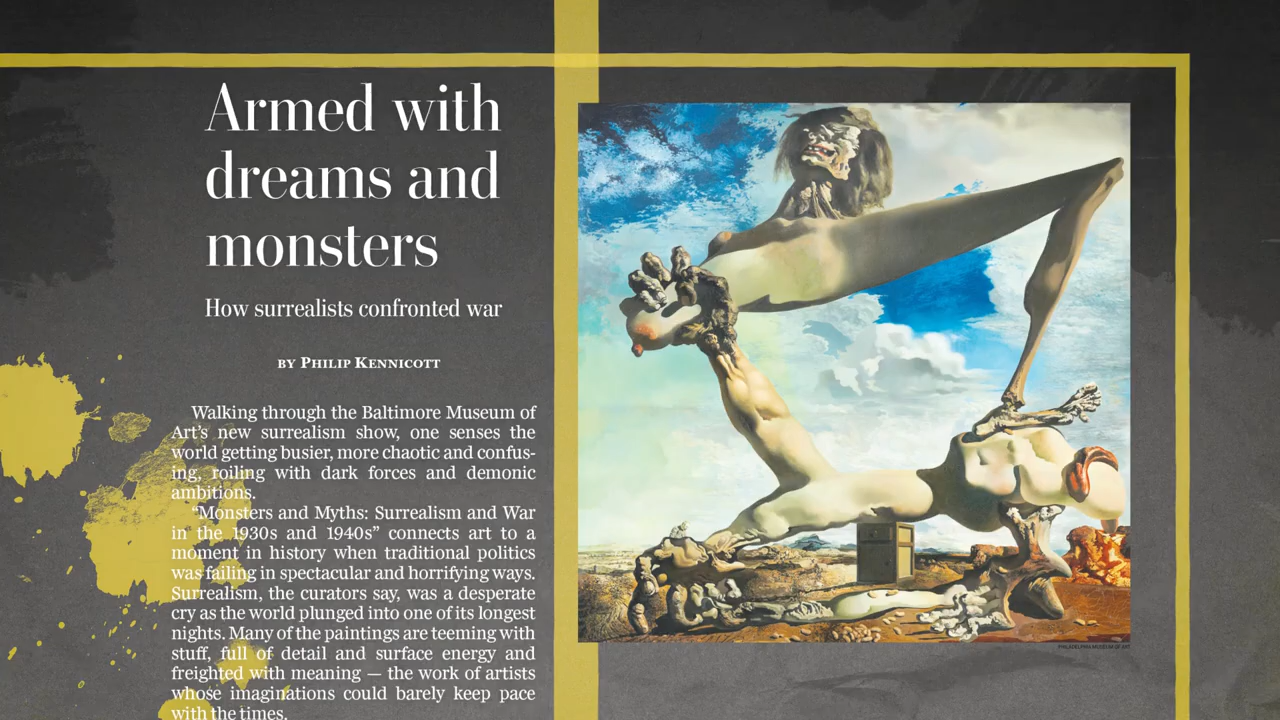 Armed with
dreams and
monsters
How surrealists confronted war
BY PHILIP KENNICOTT
Walking through the Baltimore Museum of
Art’s new surrealism show, one senses the
world getting busier, more chaotic and confus-
ing, roiling with dark forces and demonic
ambitions.
“Monsters and Myths: Surrealism and War
in the 1930s and 1940s” connects art to a
moment in history when traditional politics
was failing in spectacular and horrifying ways.
Surrealism, the curators say, was a desperate
cry as the world plunged into one of its longest
nights. Many of the paintings are teeming with
stuff, full of detail and surface energy and
freighted with meaning — the work of artists
whose imaginations could barely keep pace
with the times.
PHILADELPHIA MUSEUM OF ART